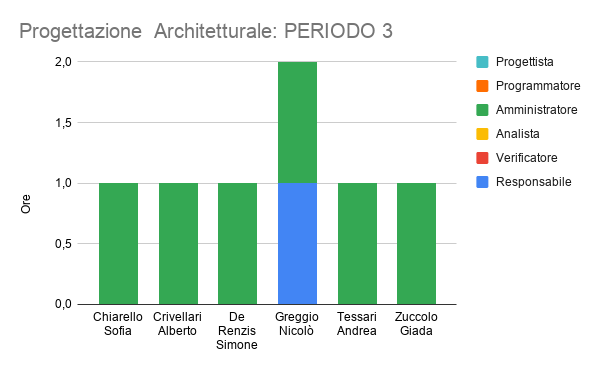 Progettazione  Architetturale: PERIODO 3
Progettista
Programmatore
Amministratore
Analista
Verificatore
Responsabile
Ore
2,0
1,5
1,0
0,5
0,0
Chiarello
Sofia
Crivellari
Alberto
De
Renzis
Simone
Greggio
Nicolò
Tessari
Andrea
Zuccolo
Giada